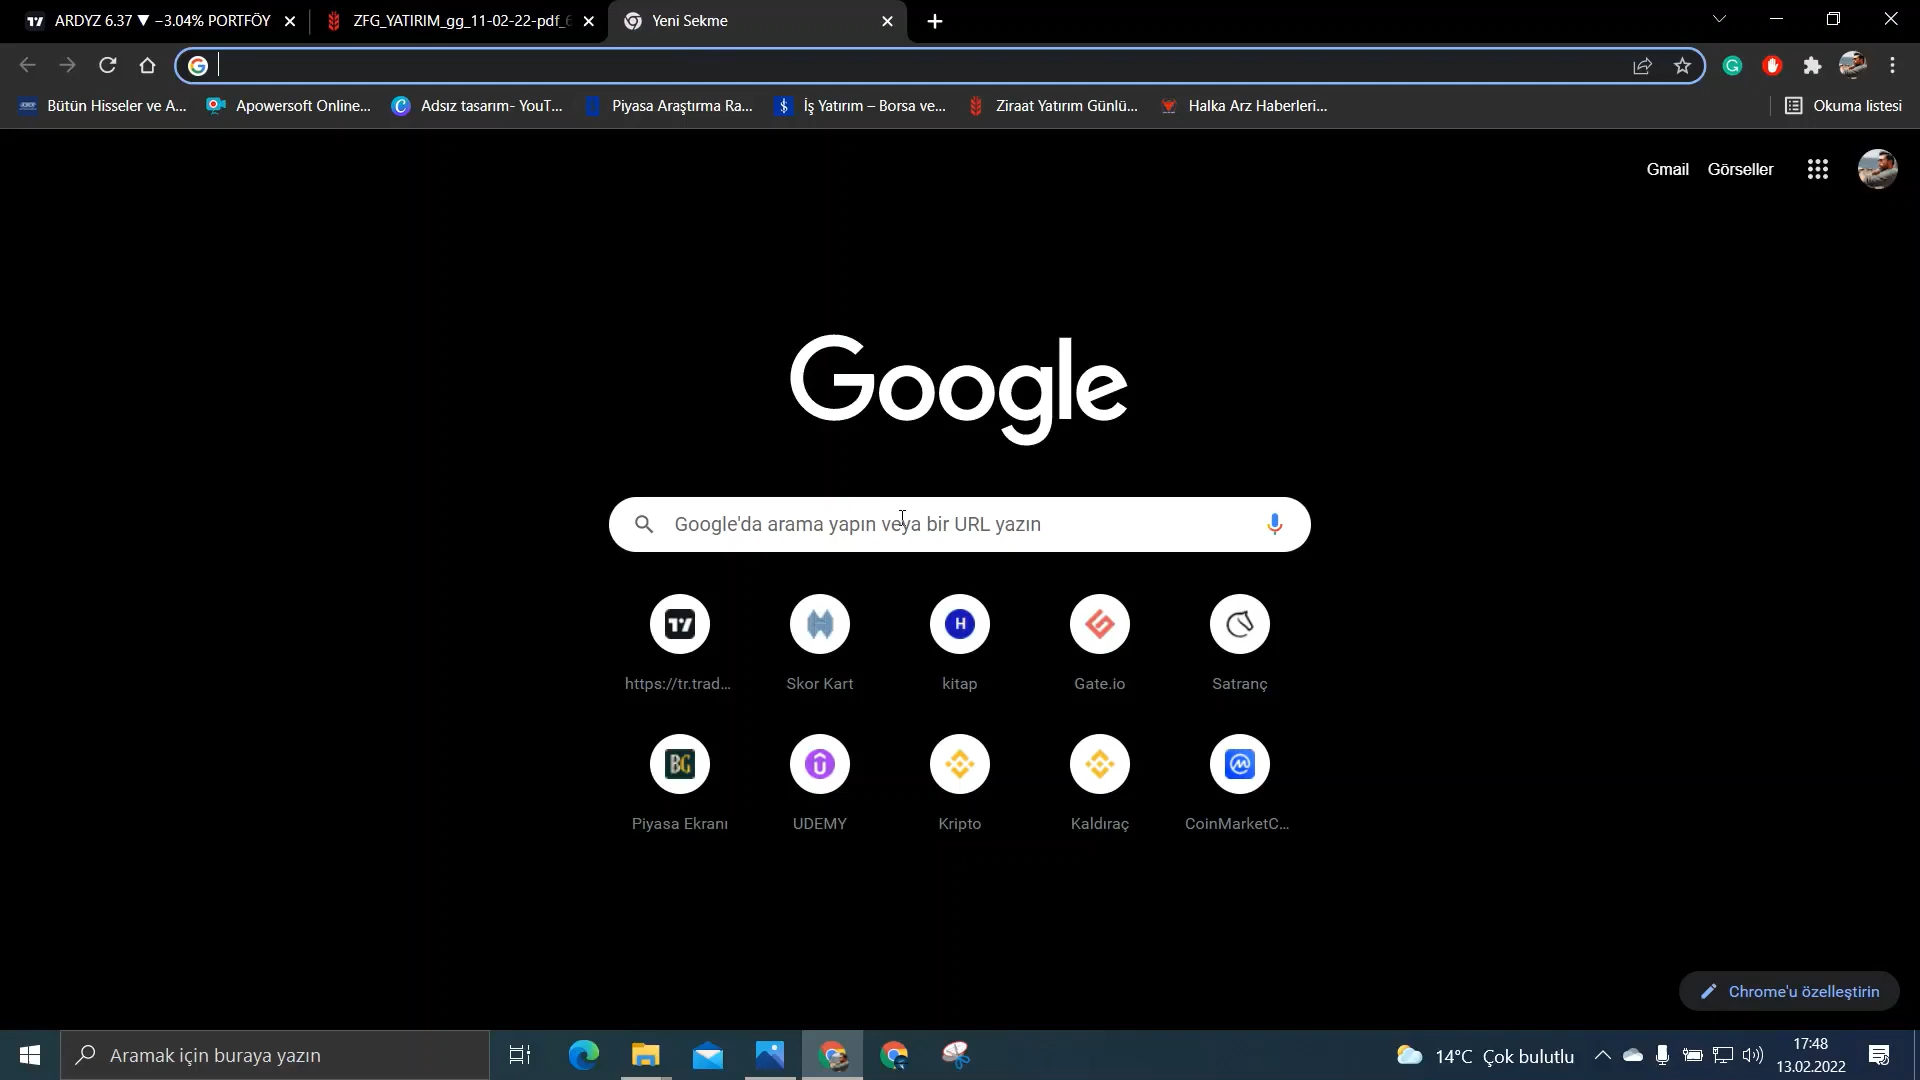 ARDYZ 6.37 ▼ −3.04% PORTFÖY
ZFG_YATIRIM_gg_11-02-22-pdf_6
Yeni Sekme
Bütün Hisseler ve A...
Apowersoft Online...
Adsız tasarım- YouT...
Piyasa Araştırma Ra...
İş Yatırım – Borsa ve...
Ziraat Yatırım Günlü...
Halka Arz Haberleri...
Okuma listesi
Gmail
Görseller
Google
Google'da arama yapın veya bir URL yazın
https://tr.trad...
Skor Kart
kitap
Gate.io
Satranç
Piyasa Ekranı
UDEMY
Kripto
Kaldıraç
CoinMarketC...
Chrome'u özelleştirin
Aramak için buraya yazın
14°C Çok bulutlu
17:48
13.02.2022